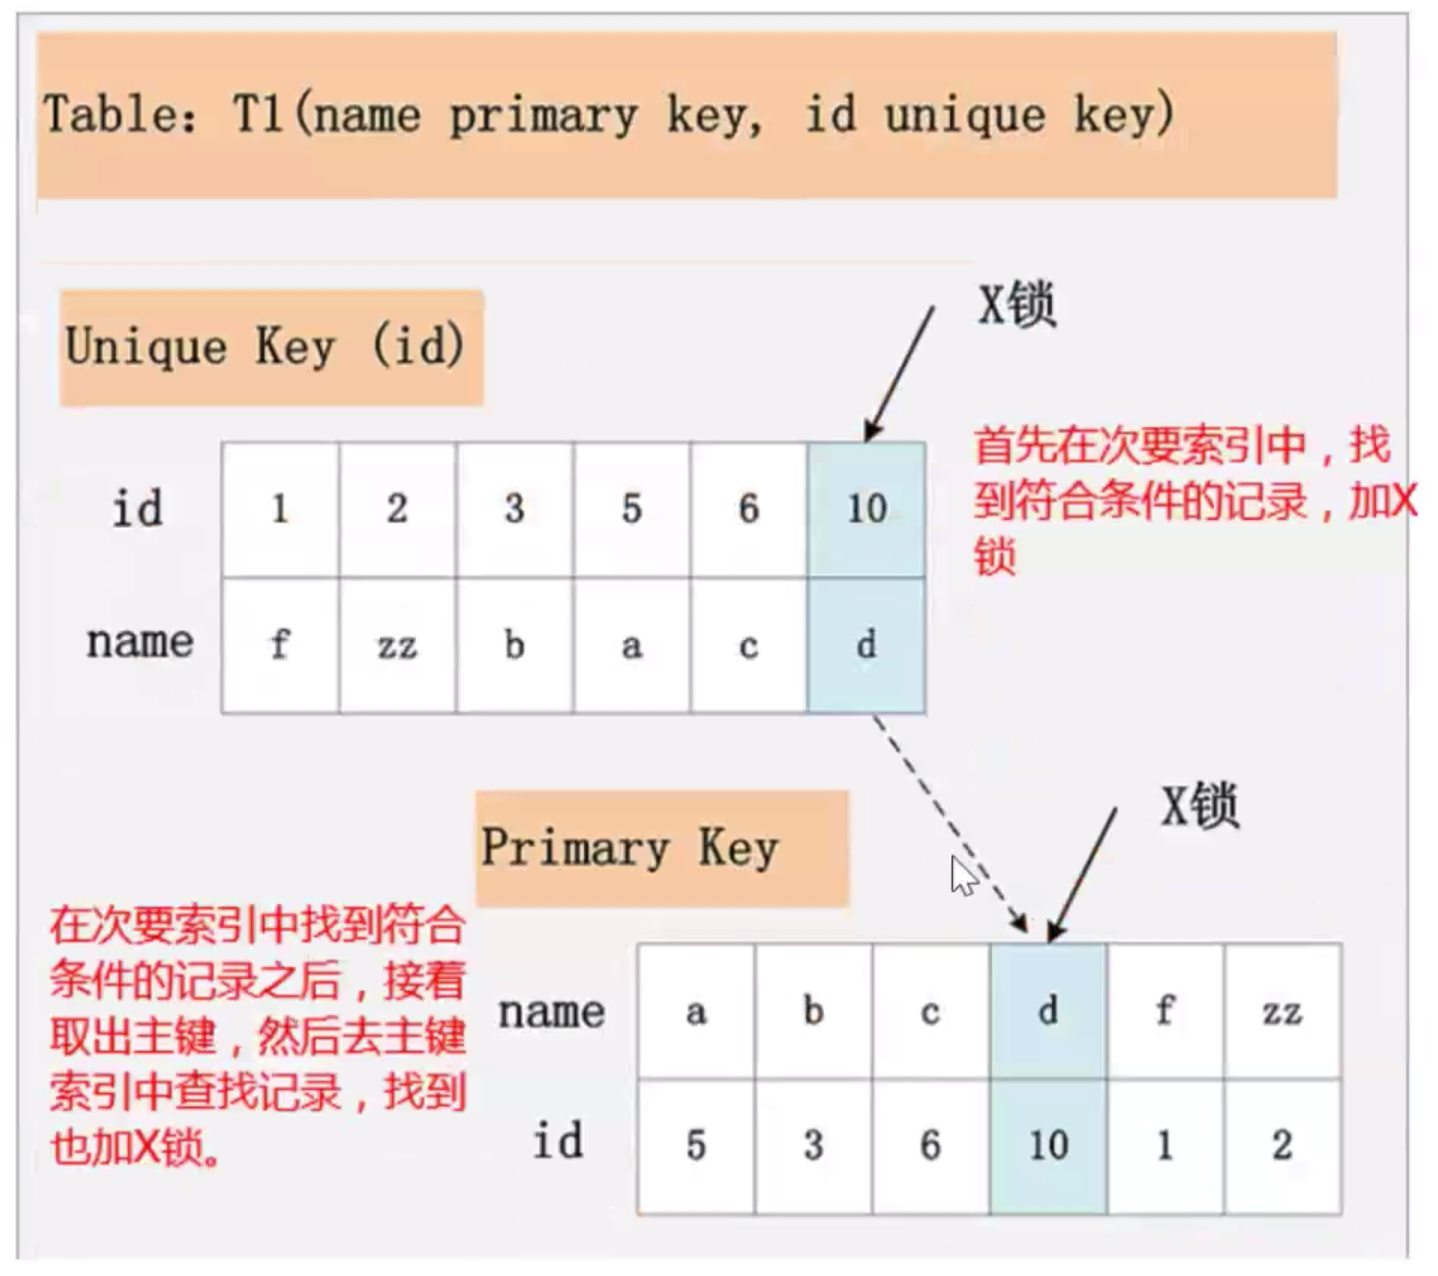 Table：T1(name primary key, id unique key)
Unique Key (id)
X锁
首先在次要索引中，找
到符合条件的记录，加X
锁
id 1 2 3 5 6 10
name f zz b a c d
Primary Key
X锁
在次要索引中找到符合
条件的记录之后，接着
取出主键，然后去主键
索引中查找记录，找到
也加X锁。
name a b c d f zz
id 5 3 6 10 1 2